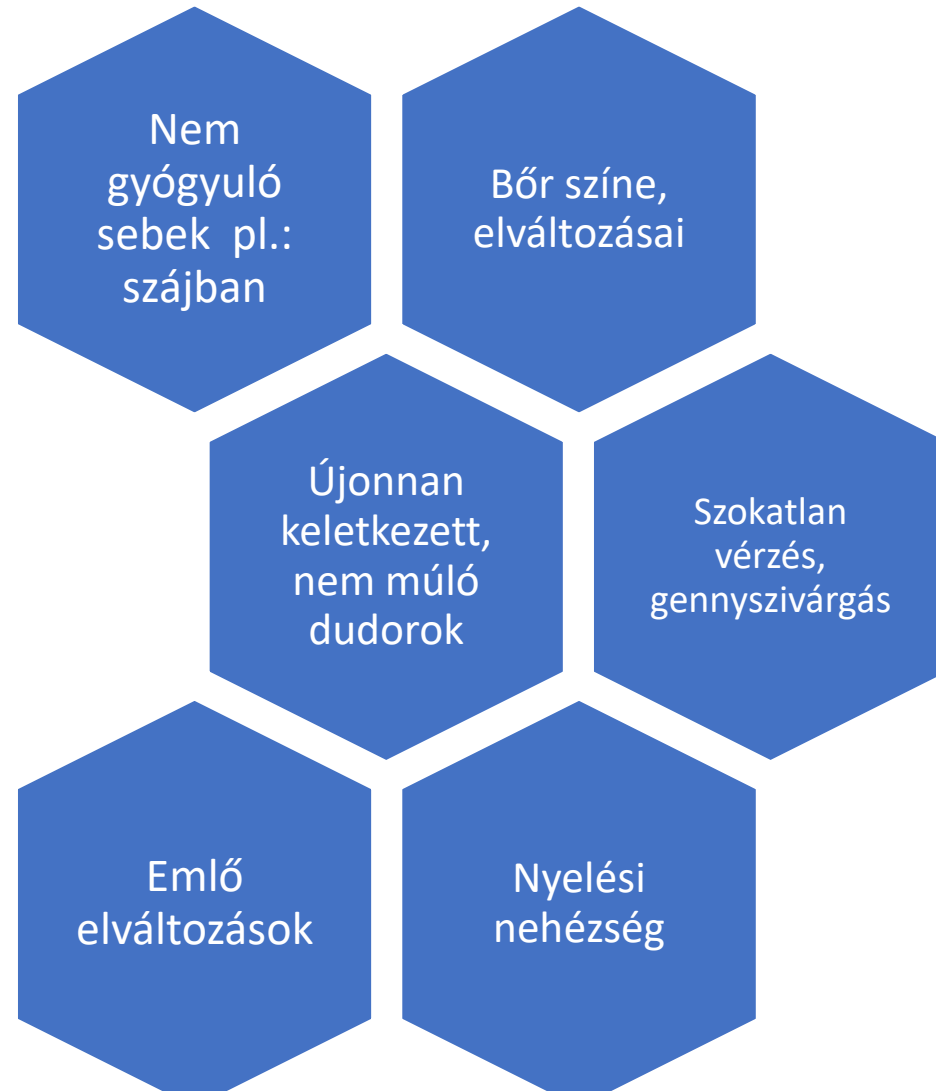 Nem
gyógyuló
sebek pl.:
szájban
Bőr színe,
elváltozásai
Újonnan
keletkezett,
nem múló
dudorok
Szokatlan
vérzés,
gennyszivárgás
Emlő
elváltozások
Nyelési
nehézség